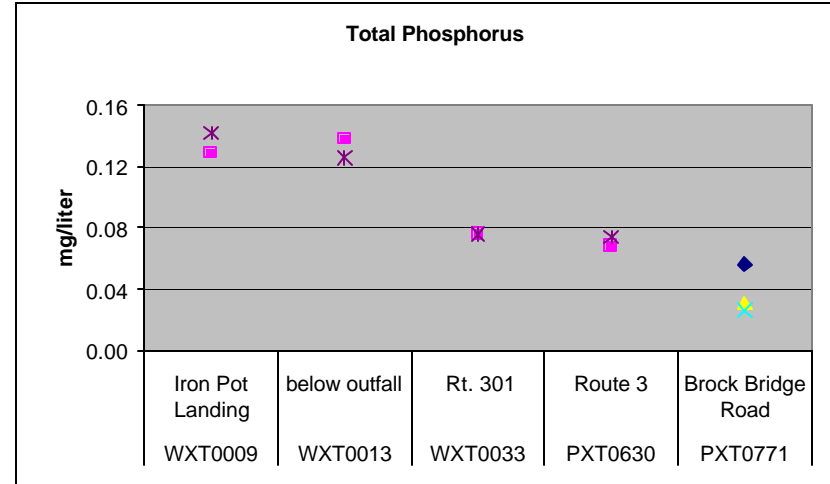 Total Phosphorus
mg/liter
0.16
0.12
0.08
0.04
0.00
Iron Pot Landing
below outfall
Rt. 301
Route 3
Brock Bridge Road
WXT0009
WXT0013
WXT0033
PXT0630
PXT0771